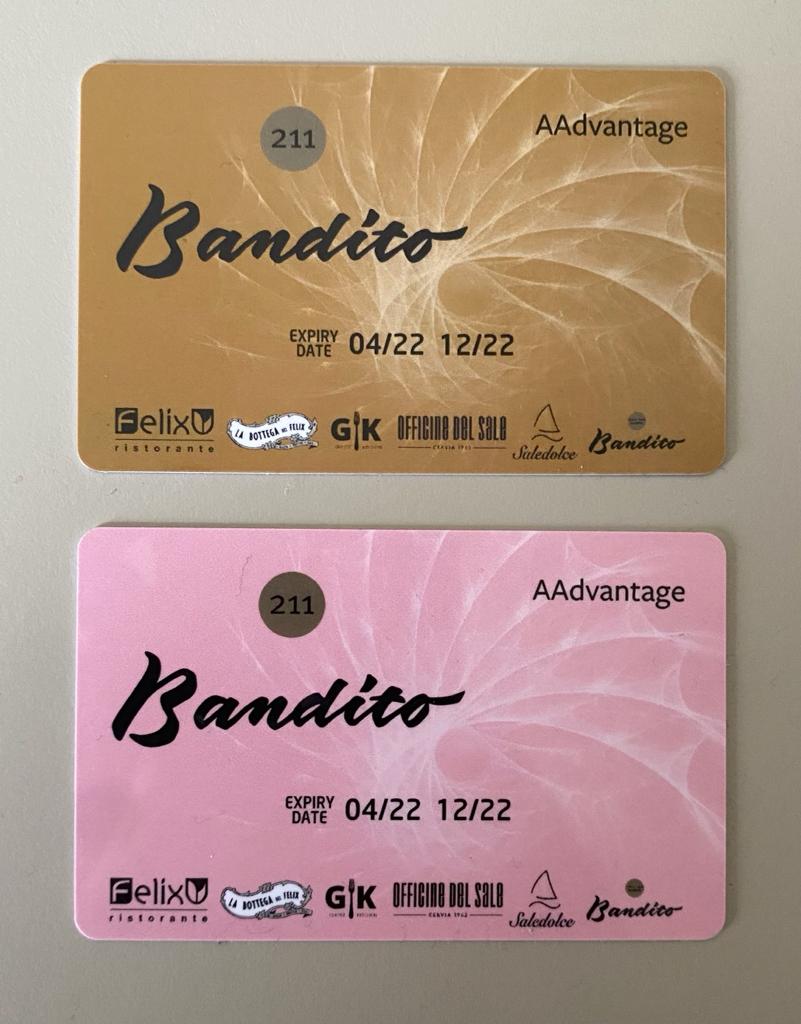 211
AAdvantage
Bandito
EXPIRY
DATE
04/22 12/22
Felix
ristorante
LA BOTTEGA DEL FELIX
GK
OFFICINE DEL SALE
CERVIA
Saledolce
Bandito
211
AAdvantage
Bandito
EXPIRY
DATE
04/22 12/22
Felix
ristorante
LA BOTTEGA DEL FELIX
GK
OFFICINE DEL SALE
CERVIA
Saledolce
Bandito